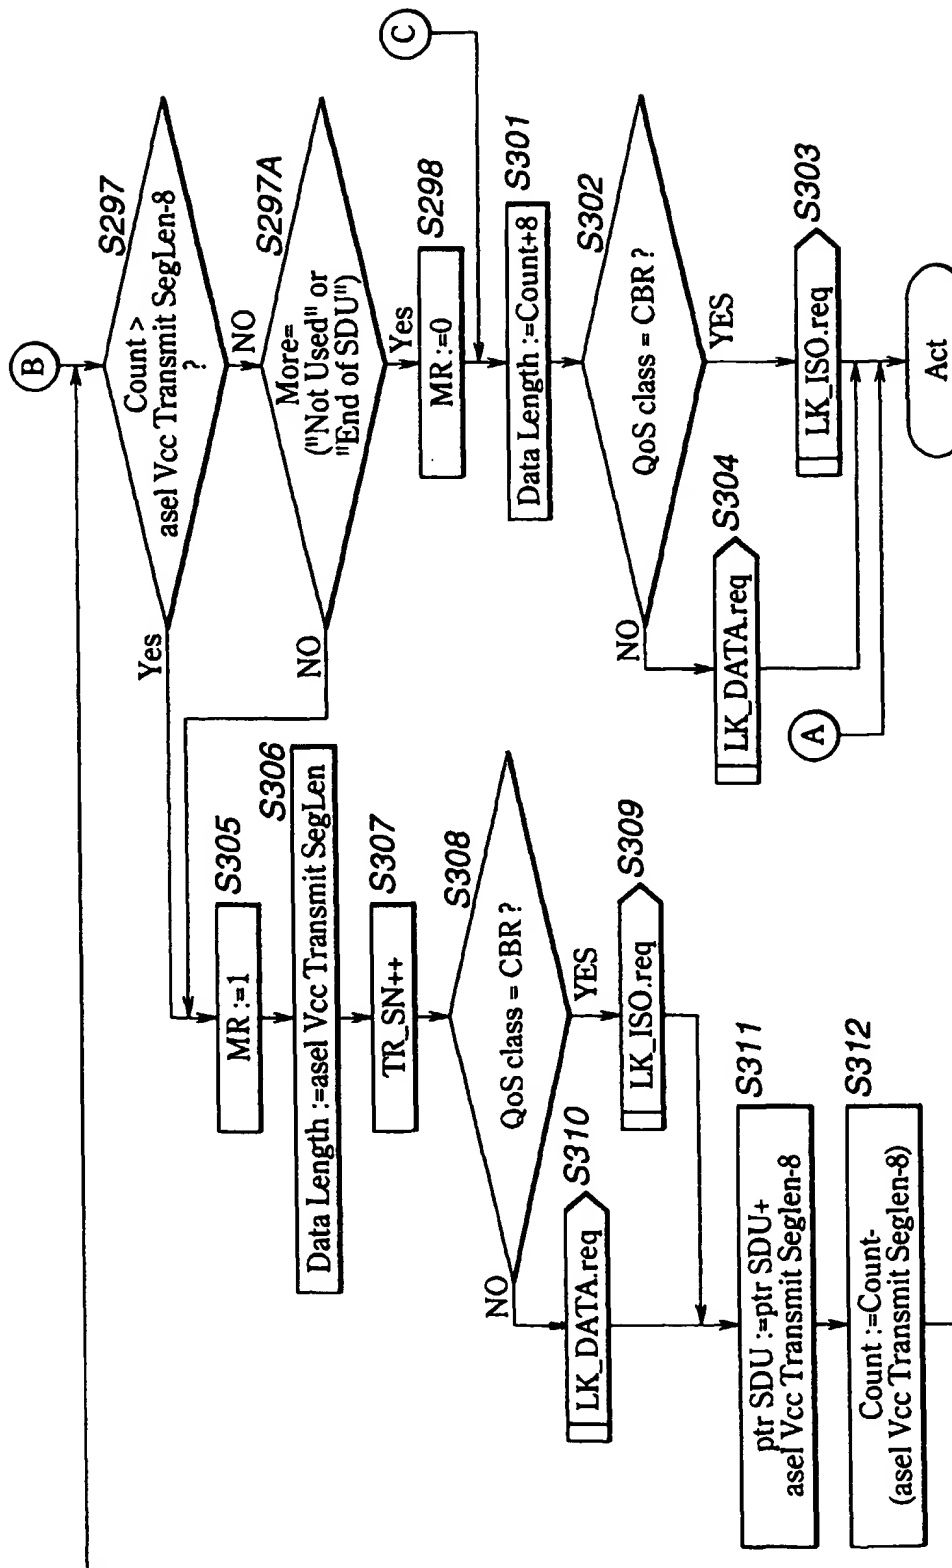 B
S297
Count >
asel Vcc Transmit SegLen-8
?
Yes
NO
S297A
More=
("Not Used" or
"End of SDU")
NO
Yes
S298
MR :=0
C
S301
Data Length :=Count+8
S302
QoS class = CBR ?
NO
YES
S304
LK_DATA.req
S303
LK_ISO.req
A
Act
S305
MR :=1
S306
Data Length :=asel Vcc Transmit SegLen
S307
TR_SN++
S308
QoS class = CBR ?
NO
YES
S310
LK_DATA.req
S309
LK_ISO.req
S311
ptr SDU :=ptr SDU+
asel Vcc Transmit Seglen-8
S312
Count :=Count-
(asel Vcc Transmit Seglen-8)